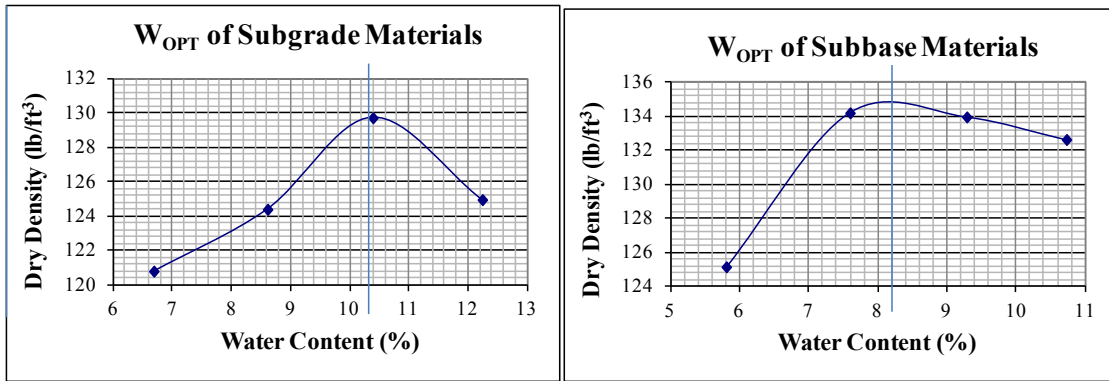 W_OPT of Subgrade Materials
Dry Density (lb/ft³)
132
130
128
126
124
122
120
6 7 8 9 10 11 12 13
Water Content (%)
W_OPT of Subbase Materials
Dry Density (lb/ft³)
136
134
132
130
128
126
124
5 6 7 8 9 10 11
Water Content (%)